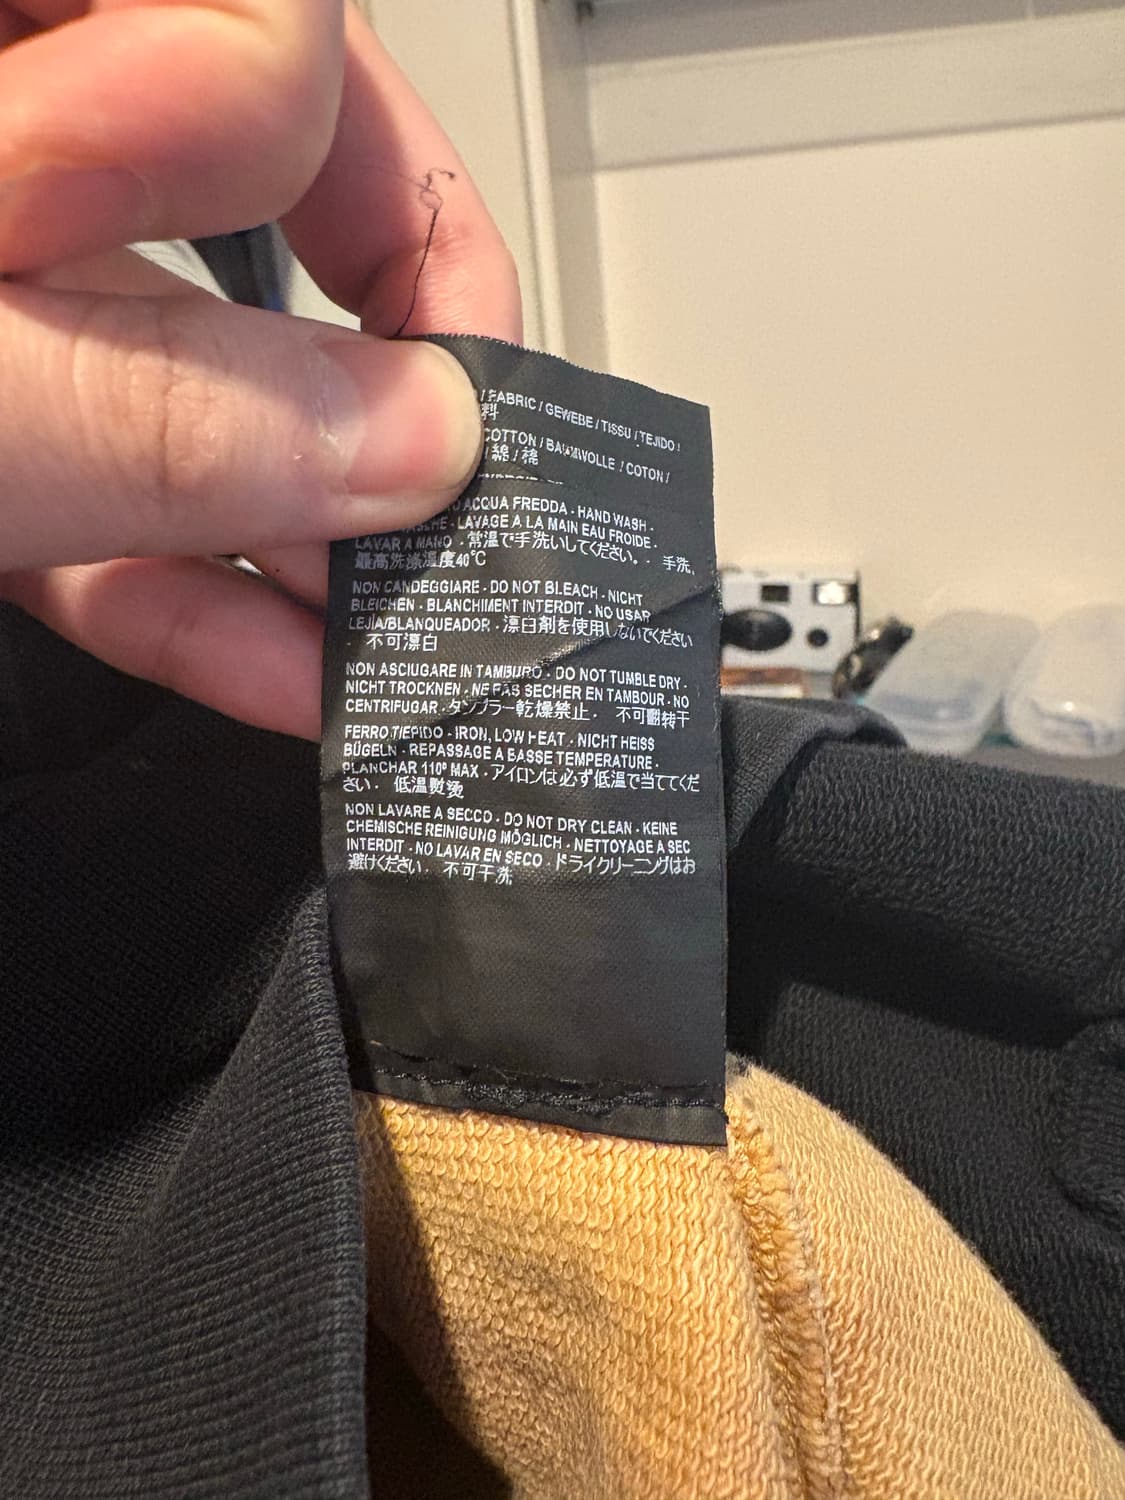 / FABRIC / GEWEBE / TISSU / TEJIDO /
料
COTTON / BAUMWOLLE / COTON /
/ 綿 / 棉
ACQUA FREDDA - HAND WASH -
- LAVAGE A LA MAIN EAU FROIDE -
LAVAR A MANO - 常温で手洗いしてください。 - 手洗,
最高洗涤温度40℃
NON CANDEGGIARE - DO NOT BLEACH - NICHT
BLEICHEN - BLANCHIMENT INTERDIT - NO USAR
LEJÍA/BLANQUEADOR - 漂白剤を使用しないでください
- 不可漂白
NON ASCIUGARE IN TAMBURO - DO NOT TUMBLE DRY -
NICHT TROCKNEN - NE PAS SECHER EN TAMBOUR - NO
CENTRIFUGAR - タンブラー乾燥禁止 - 不可翻转干
FERRO TIEPIDO - IRON, LOW HEAT - NICHT HEISS
BÜGELN - REPASSAGE A BASSE TEMPERATURE -
PLANCHAR 110° MAX - アイロンは必ず低温で当ててくだ
さい - 低温熨烫
NON LAVARE A SECCO - DO NOT DRY CLEAN - KEINE
CHEMISCHE REINIGUNG MÖGLICH - NETTOYAGE A SEC
INTERDIT - NO LAVAR EN SECO - ドライクリーニングはお
避けください - 不可干洗